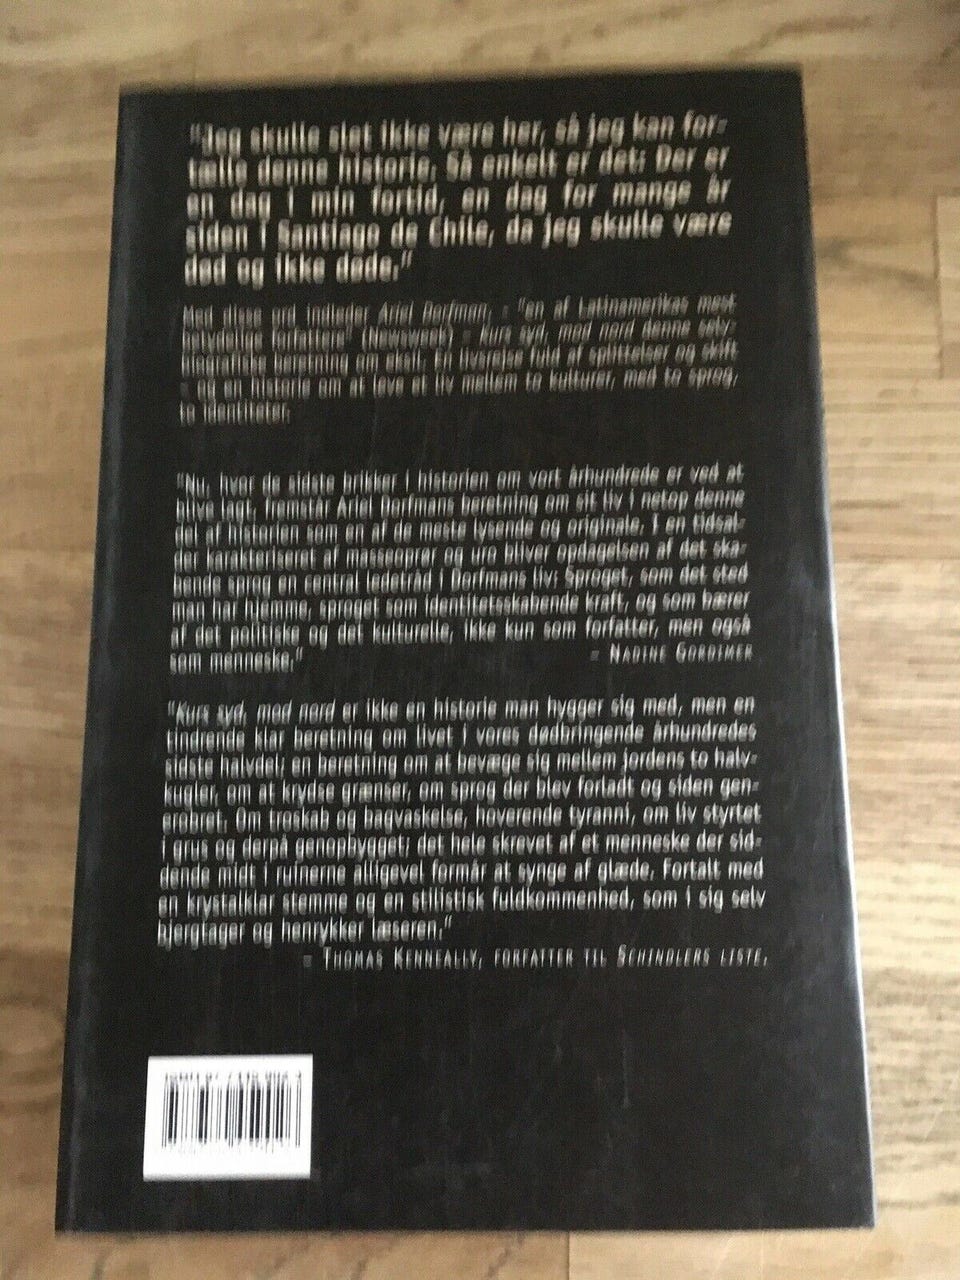 "Jeg skulle slet ikke være her, så jeg kan for-
tælle denne historie. Så enkelt er det: Der er
en dag i min fortid, en dag for mange år
siden i Santiago de Chile, da jeg skulle være
død og ikke døde."
Med disse ord indleder Ariel Dorfman, - "en af Latinamerikas mest
betydelige forfattere" (Newsweek) - Kurs syd, mod nord denne selv-
biografiske beretning om eksil: En livsrejse fuld af splittelser og skift
- og en historie om at leve et liv mellem to kulturer, med to sprog,
to identiteter.
"Nu, hvor de sidste brikker i historien om vort århundrede er ved at
blive lagt, fremstår Ariel Dorfmans beretning om sit liv i netop denne
del af historien som en af de meste lysende og originale. I en tidsal-
der karakteriseret af masseoprør og uro bliver opdagelsen af det ska-
bende sprog en central ledetråd i Dorfmans liv: Sproget, som det sted
man har hjemme, sproget som identitetsskabende kraft, og som bærer
af det politiske og det kulturelle, ikke kun som forfatter, men også
som menneske." - NADINE GORDIMER
"Kurs syd, mod nord er ikke en historie man hygger sig med, men en
tindrende klar beretning om livet i vores dødbringende århundredes
sidste halvdel; en beretning om at bevæge sig mellem jordens to halv-
kugler, om at krydse grænser, om sprog der blev forladt og siden gen-
erobret. Om troskab og bagvaskelse, hoverende tyranni, om liv styrtet
i grus og derpå genopbygget; det hele skrevet af et menneske der sid-
dende midt i ruinerne alligevel formår at synge af glæde. Fortalt med
en krystalklar stemme og en stilistisk fuldkommenhed, som i sig selv
bjergtager og henrykker læseren."
- THOMAS KENNEALLY, FORFATTER TIL SCHINDLERS LISTE.